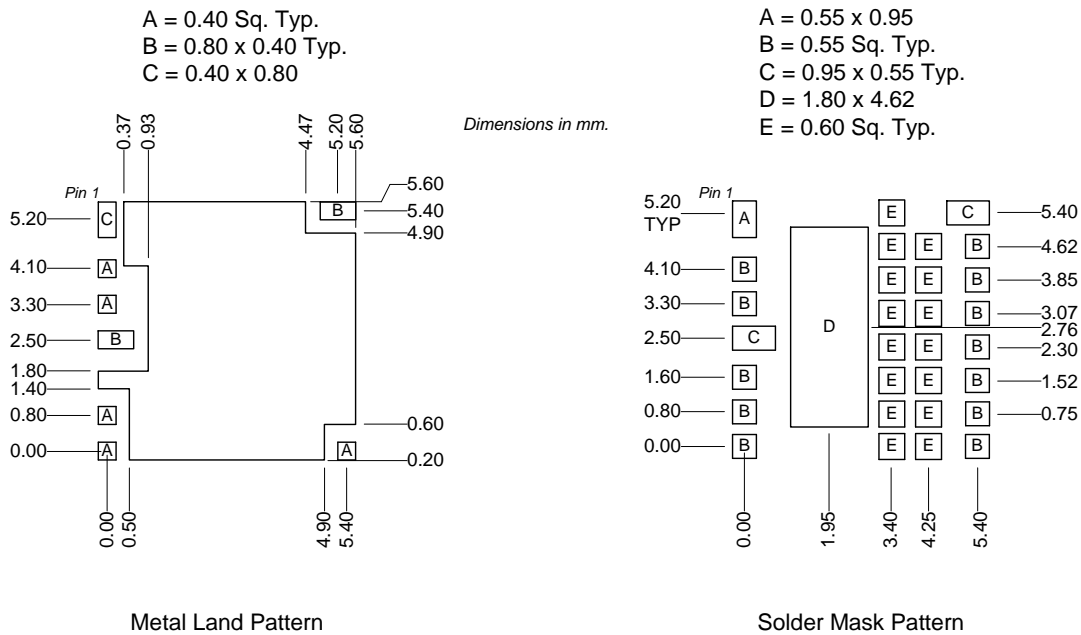 A = 0.40 Sq. Typ.
B = 0.80 x 0.40 Typ.
C = 0.40 x 0.80
0.37
0.93
4.47
5.20
5.60
Dimensions in mm.
Pin 1
5.20
4.10
3.30
2.50
1.80
1.40
0.80
0.00
C
A
A
B
A
A
B
A
5.60
5.40
4.90
0.60
0.20
0.00
0.50
4.90
5.40
Metal Land Pattern
A = 0.55 x 0.95
B = 0.55 Sq. Typ.
C = 0.95 x 0.55 Typ.
D = 1.80 x 4.62
E = 0.60 Sq. Typ.
Pin 1
5.20
TYP
4.10
3.30
2.50
1.60
0.80
0.00
A
B
B
C
B
B
B
D
E C
E E B
E E B
E E B
E E B
E E B
E E B
E E B
5.40
4.62
3.85
3.07
2.76
2.30
1.52
0.75
0.00
1.95
3.40
4.25
5.40
Solder Mask Pattern